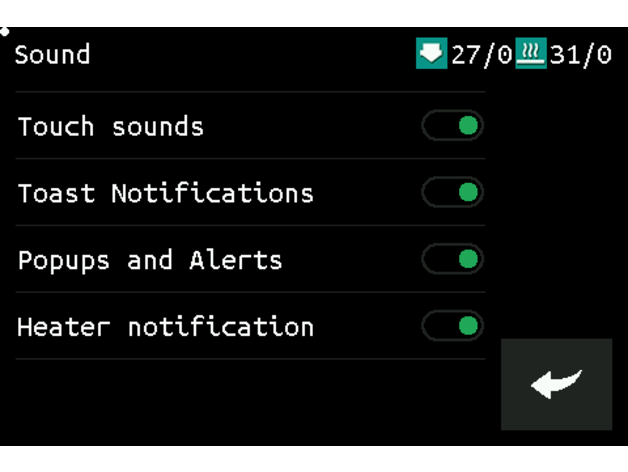 Sound 27/0 31/0
Touch sounds
Toast Notifications
Popups and Alerts
Heater notification